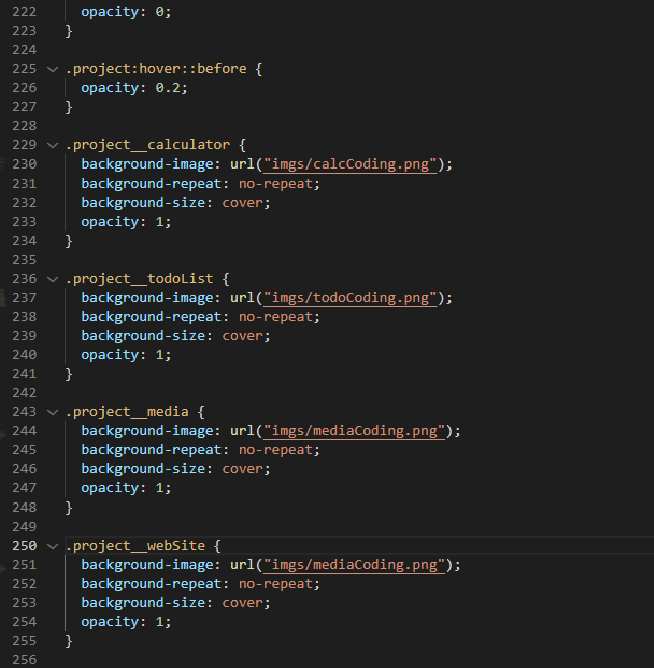 222 opacity: 0;
223 }
224
225 .project:hover::before {
226 opacity: 0.2;
227 }
228
229 .project__calculator {
230 background-image: url("imgs/calcCoding.png");
231 background-repeat: no-repeat;
232 background-size: cover;
233 opacity: 1;
234 }
235
236 .project__todoList {
237 background-image: url("imgs/todoCoding.png");
238 background-repeat: no-repeat;
239 background-size: cover;
240 opacity: 1;
241 }
242
243 .project__media {
244 background-image: url("imgs/mediaCoding.png");
245 background-repeat: no-repeat;
246 background-size: cover;
247 opacity: 1;
248 }
249
250 .project__webSite {
251 background-image: url("imgs/mediaCoding.png");
252 background-repeat: no-repeat;
253 background-size: cover;
254 opacity: 1;
255 }
256